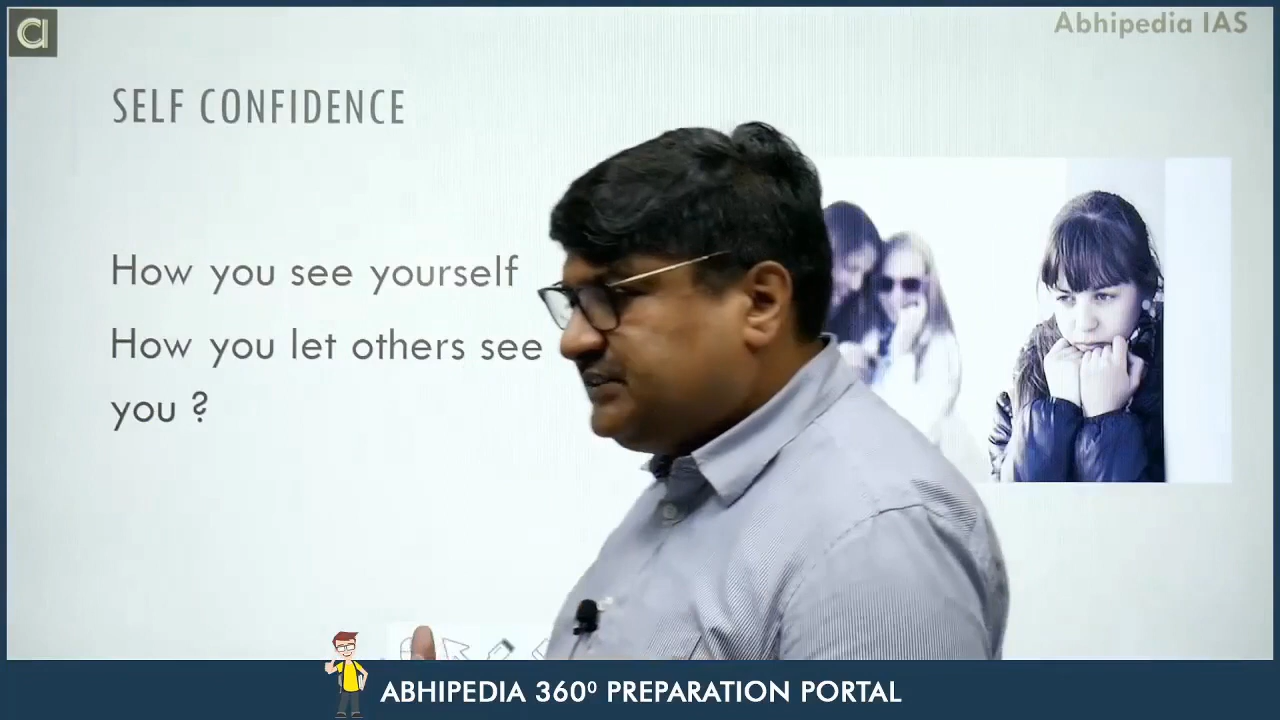 Abhipedia IAS
SELF CONFIDENCE
How you see yourself
How you let others see
you ?
ABHIPEDIA 360⁰ PREPARATION PORTAL